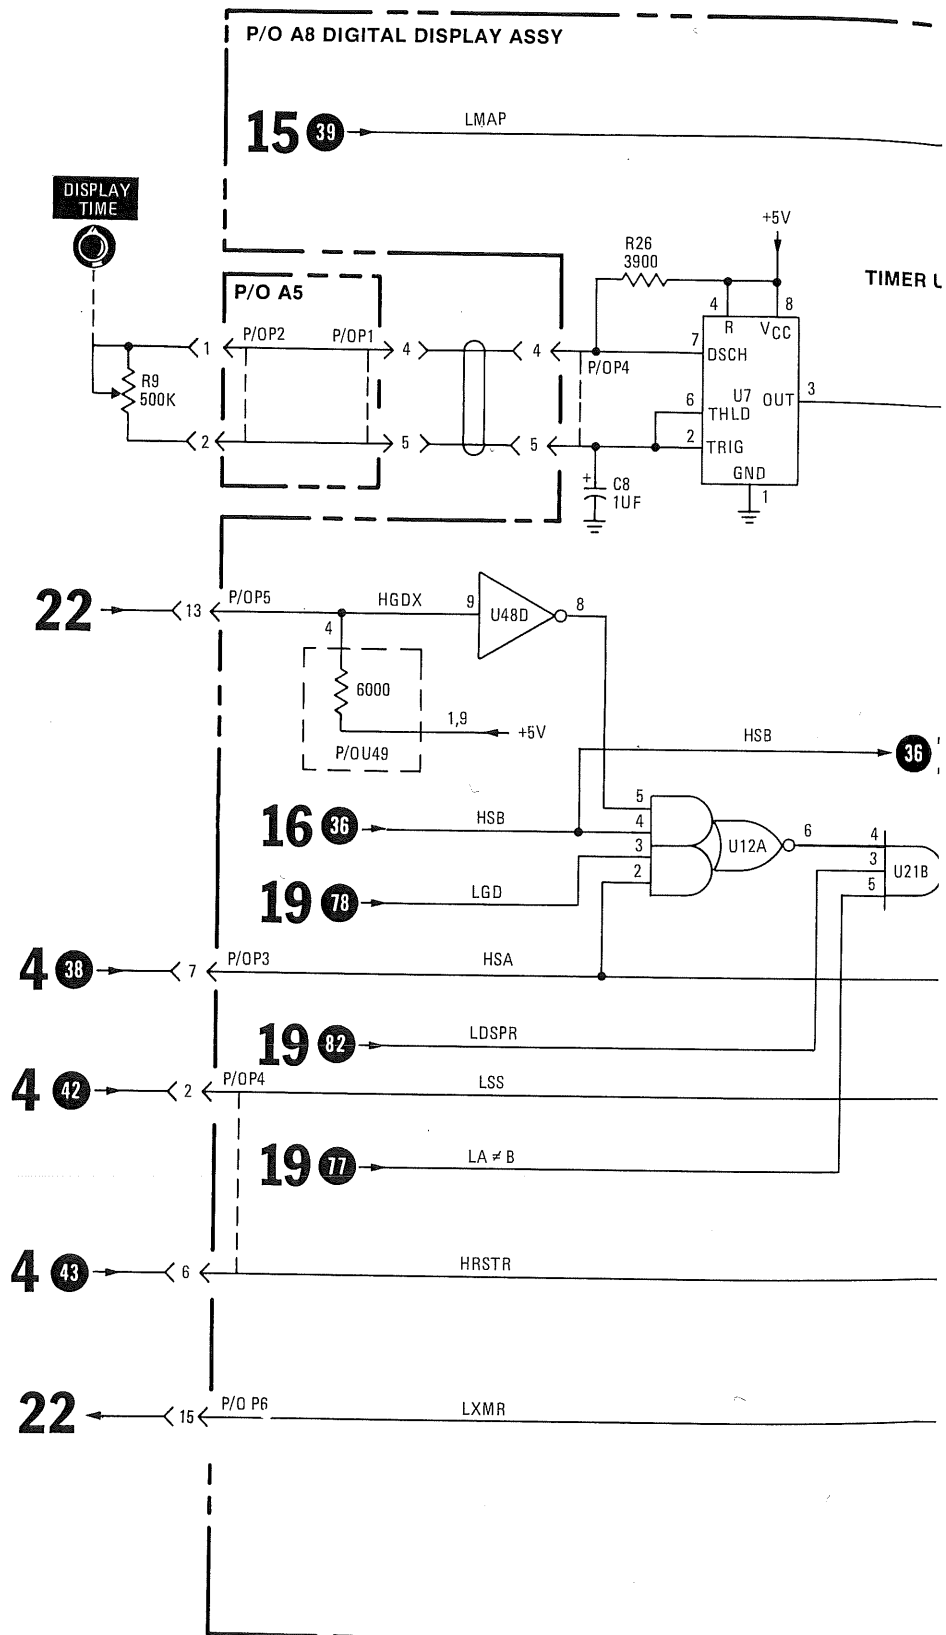 P/O A8 DIGITAL DISPLAY ASSY
15 39 LMAP
DISPLAY
TIME
+5V
R26
3900
TIMER U
P/O A5
4 8
R VCC
1 P/OP2 P/OP1 4 4 P/OP4 7 DSCH
R9
500K
U7 OUT 3
6 THLD
2 5 5 2 TRIG
GND
1
+ C8
1UF
22 13 P/OP5 HGDX 9 U48D 8
4
6000
1,9 +5V
P/OU49
HSB 36
16 36 HSB
5
4
3
2
U12A 6
4
3
5
U21B
19 78 LGD
4 38 7 P/OP3 HSA
19 82 LDSPR
4 42 2 P/OP4 LSS
19 77 LA ≠ B
4 43 6 HRSTR
22 15 P/O P6 LXMR